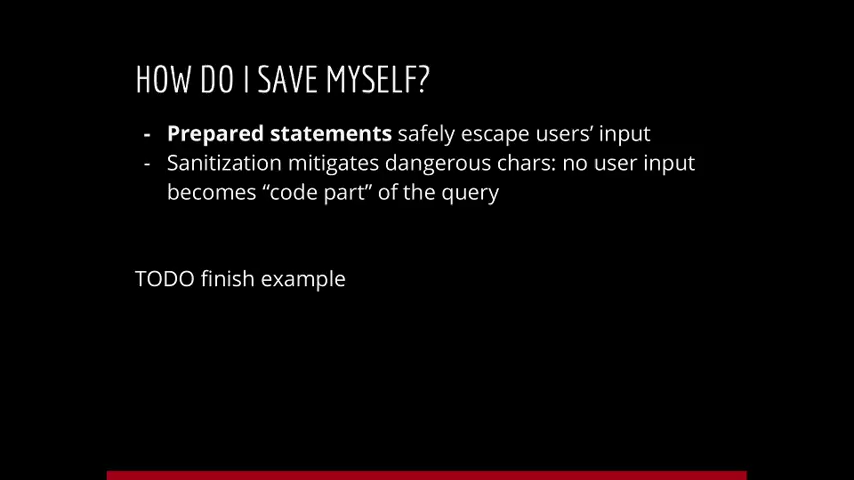 HOW DO I SAVE MYSELF?
- Prepared statements safely escape users’ input
- Sanitization mitigates dangerous chars: no user input
becomes “code part” of the query
TODO finish example